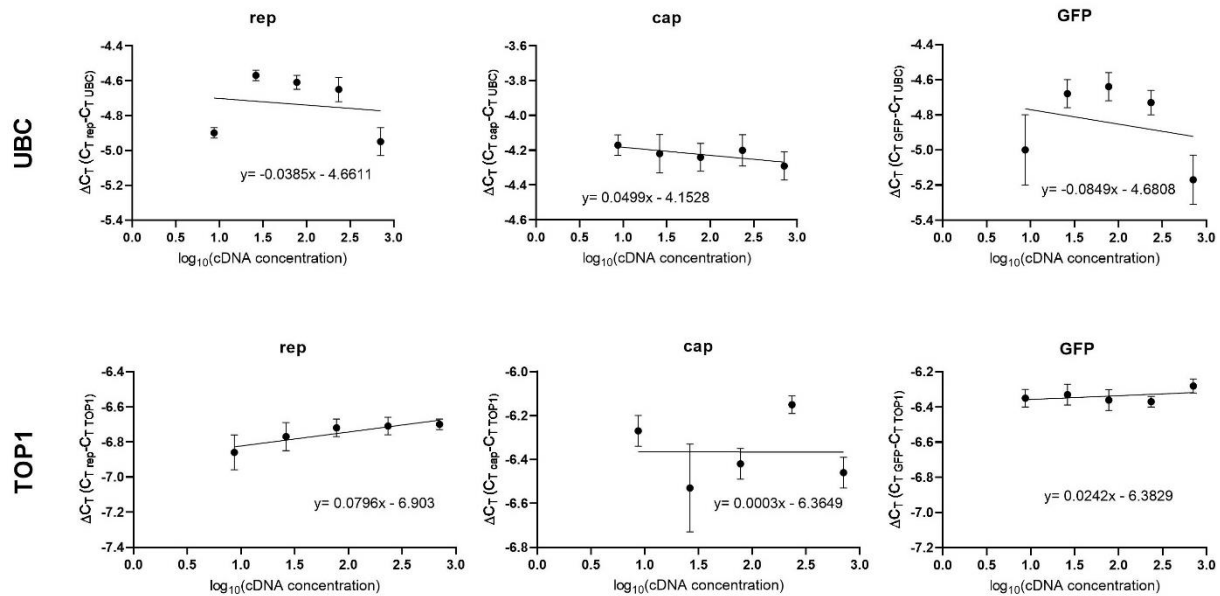 UBC
rep
ΔC_T (C_T rep-C_T UBC)
-4.4
-4.6
-4.8
-5.0
-5.2
-5.4
y= -0.0385x - 4.6611
0.0 0.5 1.0 1.5 2.0 2.5 3.0
log10(cDNA concentration)
cap
ΔC_T (C_T cap-C_T UBC)
-3.6
-3.8
-4.0
-4.2
-4.4
-4.6
y= 0.0499x - 4.1528
0.0 0.5 1.0 1.5 2.0 2.5 3.0
log10(cDNA concentration)
GFP
ΔC_T (C_T GFP-C_T UBC)
-4.4
-4.6
-4.8
-5.0
-5.2
-5.4
y= -0.0849x - 4.6808
0.0 0.5 1.0 1.5 2.0 2.5 3.0
log10(cDNA concentration)
TOP1
rep
ΔC_T (C_T rep-C_T TOP1)
-6.4
-6.6
-6.8
-7.0
-7.2
-7.4
y= 0.0796x - 6.903
0.0 0.5 1.0 1.5 2.0 2.5 3.0
log10(cDNA concentration)
cap
ΔC_T (C_T cap-C_T TOP1)
-6.0
-6.2
-6.4
-6.6
-6.8
y= 0.0003x - 6.3649
0.0 0.5 1.0 1.5 2.0 2.5 3.0
log10(cDNA concentration)
GFP
ΔC_T (C_T GFP-C_T TOP1)
-6.2
-6.4
-6.6
-6.8
-7.0
-7.2
y= 0.0242x - 6.3829
0.0 0.5 1.0 1.5 2.0 2.5 3.0
log10(cDNA concentration)